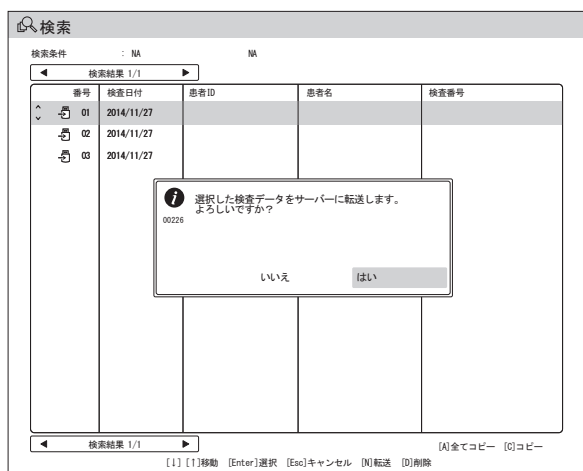 検索
検索条件 : NA NA
検索結果 1/1
番号 検査日付 患者ID 患者名 検査番号
01 2014/11/27
02 2014/11/27
03 2014/11/27
選択した検査データをサーバーに転送します。
よろしいですか？
00226
いいえ はい
検索結果 1/1
[A]全てコピー [C]コピー
[↓] [↑]移動 [Enter]選択 [Esc]キャンセル [N]転送 [D]削除